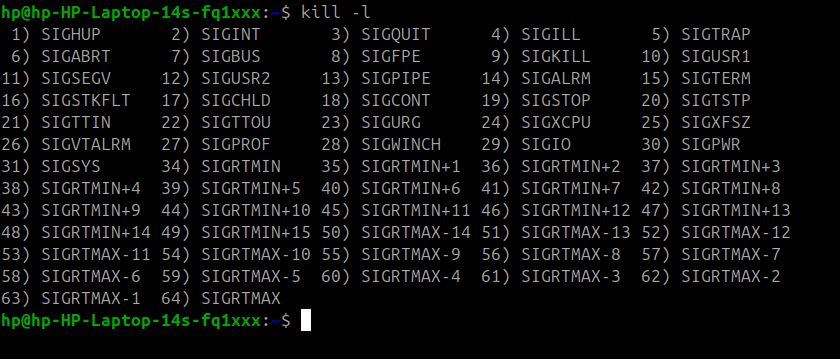 hp@hp-HP-Laptop-14s-fq1xxx:~$ kill -l
 1) SIGHUP       2) SIGINT       3) SIGQUIT      4) SIGILL       5) SIGTRAP
 6) SIGABRT      7) SIGBUS       8) SIGFPE       9) SIGKILL     10) SIGUSR1
11) SIGSEGV     12) SIGUSR2     13) SIGPIPE     14) SIGALRM     15) SIGTERM
16) SIGSTKFLT   17) SIGCHLD     18) SIGCONT     19) SIGSTOP     20) SIGTSTP
21) SIGTTIN     22) SIGTTOU     23) SIGURG      24) SIGXCPU     25) SIGXFSZ
26) SIGVTALRM   27) SIGPROF     28) SIGWINCH    29) SIGIO       30) SIGPWR
31) SIGSYS      34) SIGRTMIN    35) SIGRTMIN+1  36) SIGRTMIN+2  37) SIGRTMIN+3
38) SIGRTMIN+4  39) SIGRTMIN+5  40) SIGRTMIN+6  41) SIGRTMIN+7  42) SIGRTMIN+8
43) SIGRTMIN+9  44) SIGRTMIN+10 45) SIGRTMIN+11 46) SIGRTMIN+12 47) SIGRTMIN+13
48) SIGRTMIN+14 49) SIGRTMIN+15 50) SIGRTMAX-14 51) SIGRTMAX-13 52) SIGRTMAX-12
53) SIGRTMAX-11 54) SIGRTMAX-10 55) SIGRTMAX-9  56) SIGRTMAX-8  57) SIGRTMAX-7
58) SIGRTMAX-6  59) SIGRTMAX-5  60) SIGRTMAX-4  61) SIGRTMAX-3  62) SIGRTMAX-2
63) SIGRTMAX-1  64) SIGRTMAX
hp@hp-HP-Laptop-14s-fq1xxx:~$